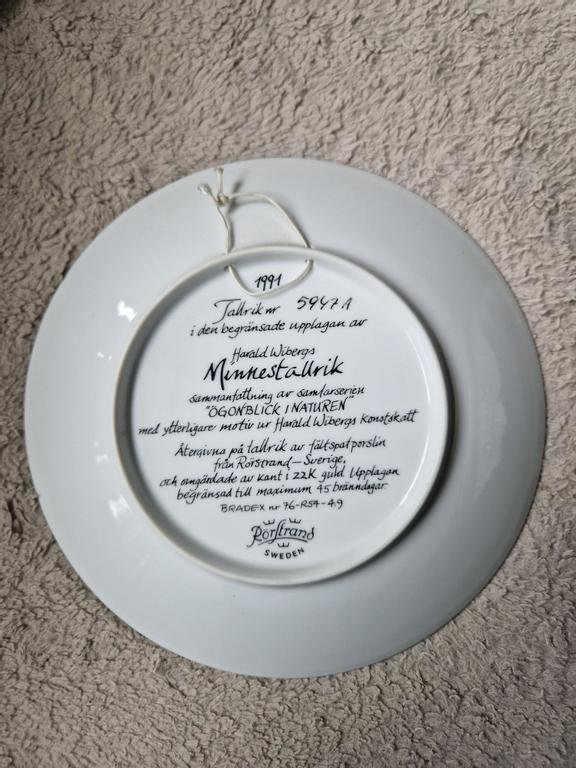 1991
Tallrik nr 5947A
i den begränsade upplagan av
Harald Wibergs
Minnestallrik
sammanfattning av samlarserien
"ÖGONBLICK I NATUREN"
med ytterligare motiv ur Harald Wibergs konstskatt
Återgivna på tallrik av fältspatporslin
från Rörstrand — Sverige,
och omgärdade av kant i 22K guld. Upplagan
begränsad till maximum 45 bränndagar.
BRADEX nr 76-R54-4.9
Rörstrand
SWEDEN